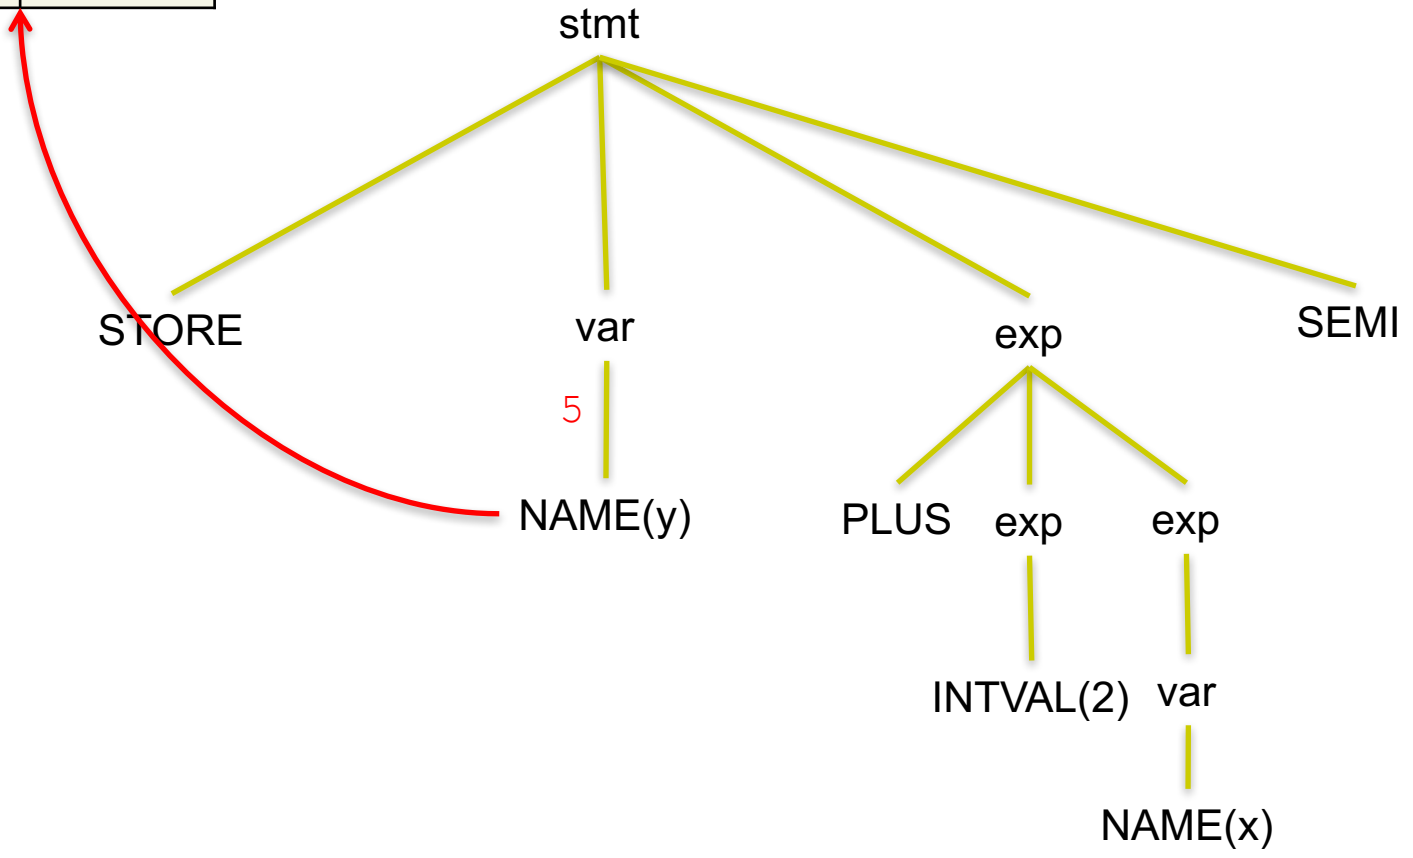 stmt
STORE var exp SEMI
5
NAME(y) PLUS exp exp
INTVAL(2) var
NAME(x)